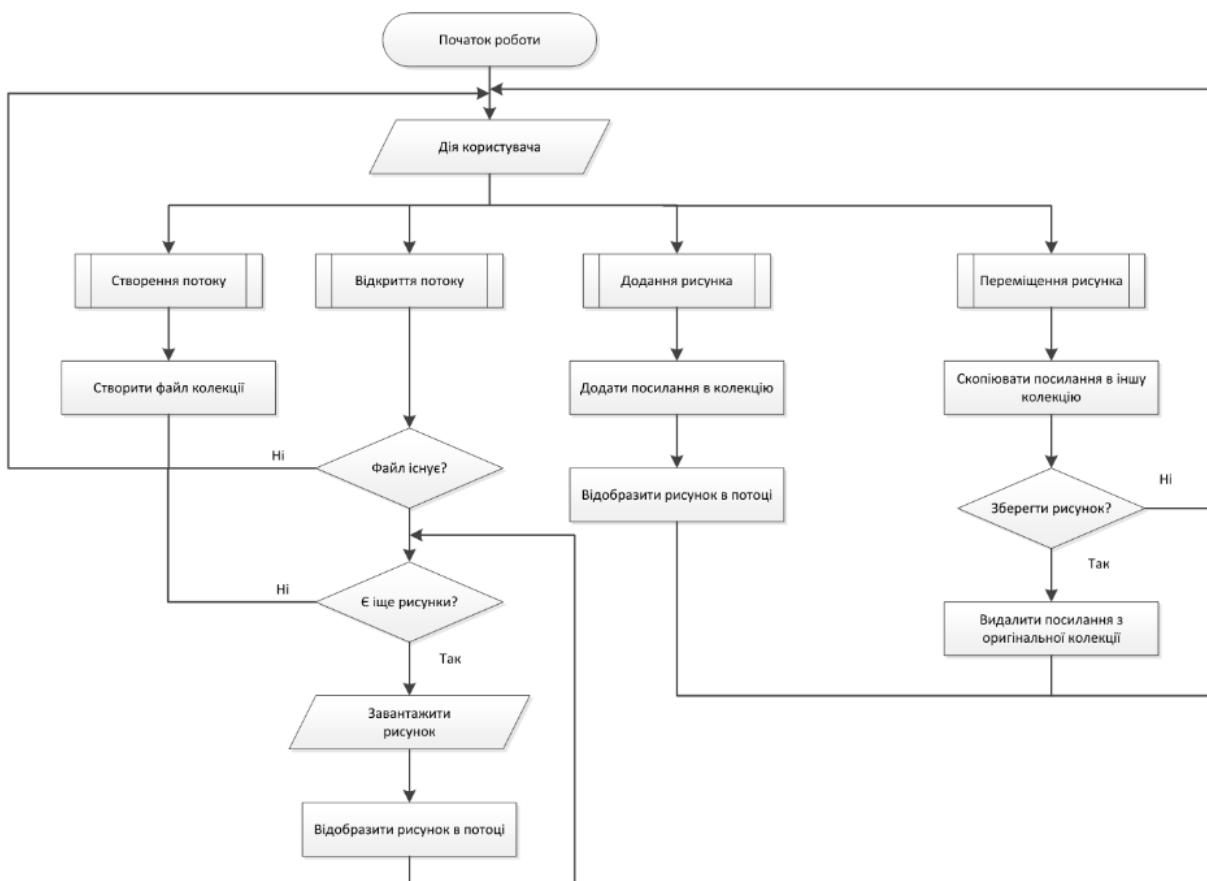 Початок роботи
Дія користувача
Створення потоку
Відкриття потоку
Додання рисунка
Переміщення рисунка
Створити файл колекції
Додати посилання в колекцію
Скопіювати посилання в іншу
колекцію
Ні
Файл існує?
Відобразити рисунок в потоці
Зберегти рисунок?
Ні
Так
Ні
Є іще рисунки?
Видалити посилання з
оригінальної колекції
Так
Завантажити
рисунок
Відобразити рисунок в потоці